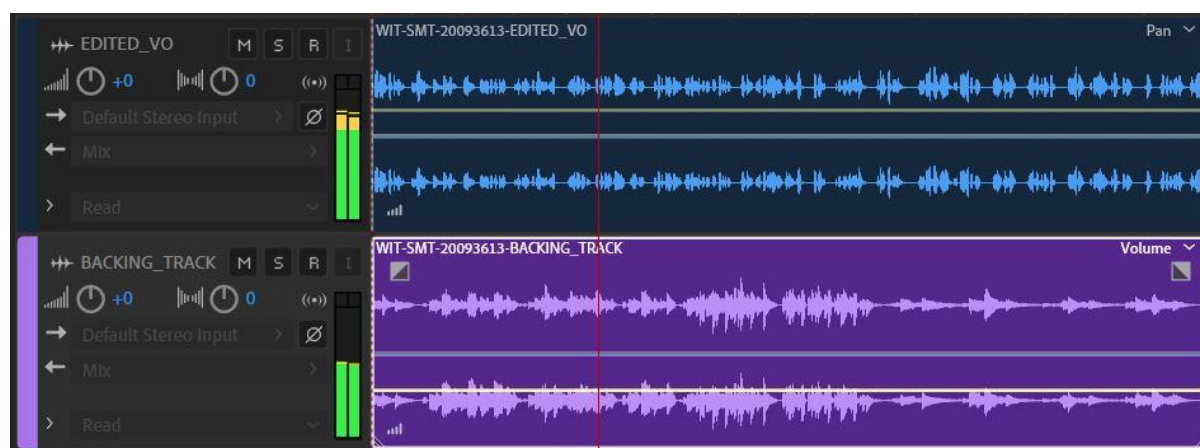 EDITED_VO M S R I
+0 0
Default Stereo Input
Mix
Read
WIT-SMT-20093613-EDITED_VO Pan
BACKING_TRACK M S R I
+0 0
Default Stereo Input
Mix
Read
WIT-SMT-20093613-BACKING_TRACK Volume